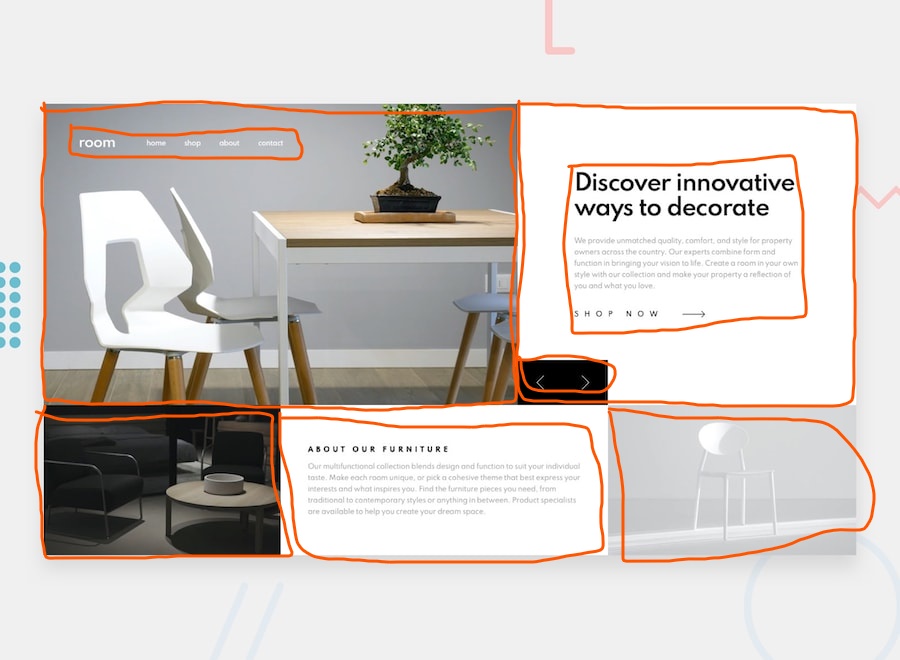 room home shop about contact
Discover innovative
ways to decorate
We provide unmatched quality, comfort, and style for property
owners across the country. Our experts combine form and
function in bringing your vision to life. Create a room in your own
style with our collection and make your property a reflection of
you and what you love.
SHOP NOW
ABOUT OUR FURNITURE
Our multifunctional collection blends design and function to suit your individual
taste. Make each room unique, or pick a cohesive theme that best express your
interests and what inspires you. Find the furniture pieces you need, from
traditional to contemporary styles or anything in between. Product specialists
are available to help you create your dream space.